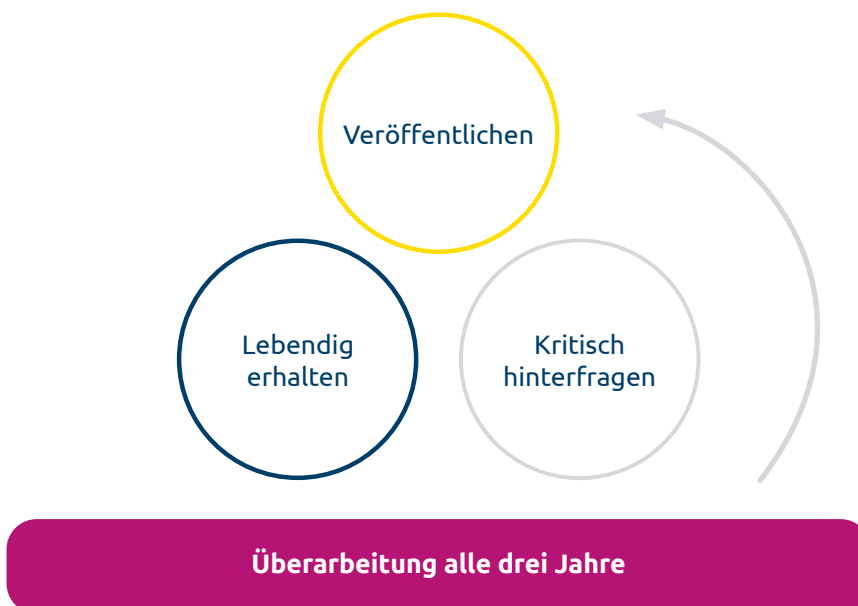 Veröffentlichen
Lebendig
erhalten
Kritisch
hinterfragen
Überarbeitung alle drei Jahre